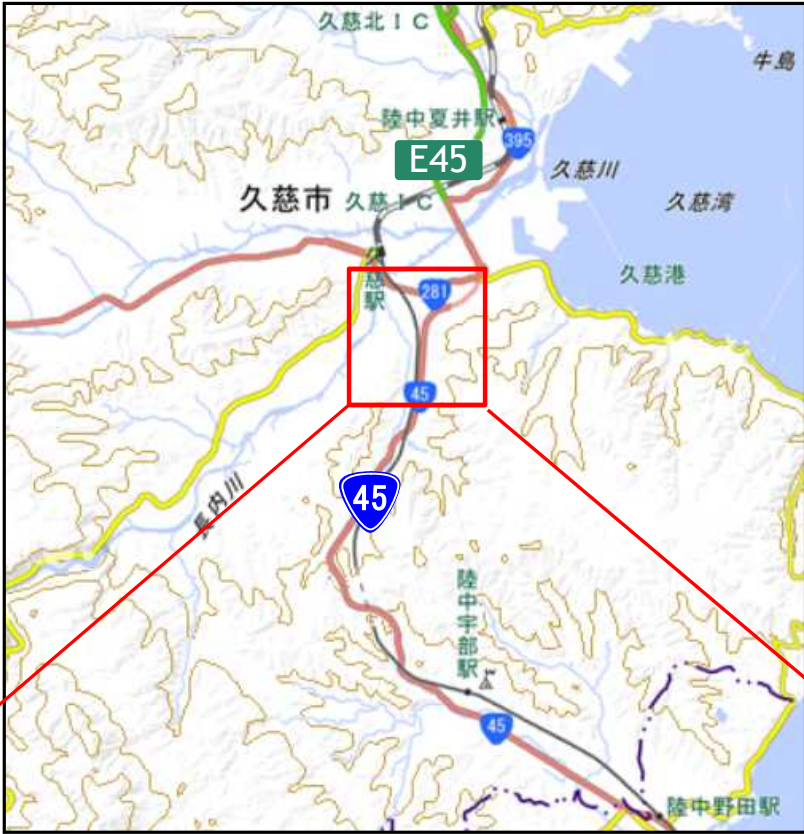 久慈北IC
牛島
陸中夏井駅
395
E45
久慈川
久慈市
久慈IC
久慈湾
久慈駅
久慈港
281
45
45
長内川
陸中宇部駅
45
陸中野田駅